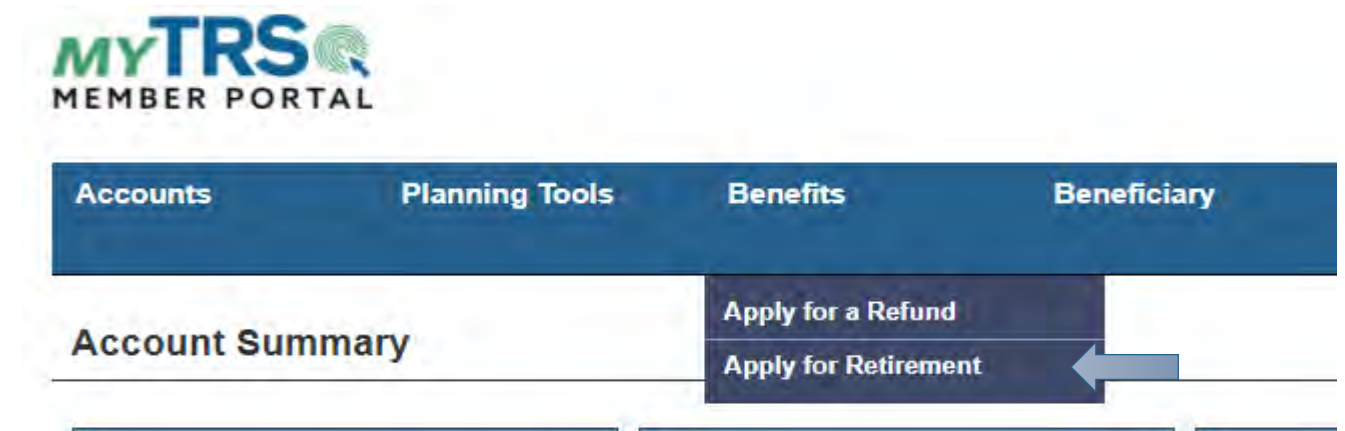 MYTRS
MEMBER PORTAL
Accounts Planning Tools Benefits Beneficiary
Apply for a Refund
Account Summary
Apply for Retirement